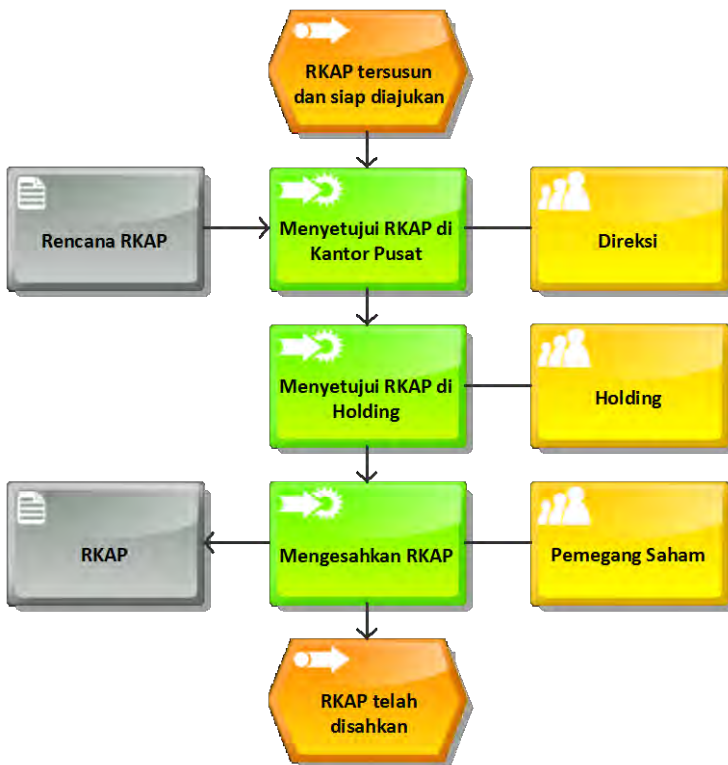 RKAP tersusun
dan siap diajukan
Rencana RKAP
Menyetujui RKAP di
Kantor Pusat
Direksi
Menyetujui RKAP di
Holding
Holding
RKAP
Mengesahkan RKAP
Pemegang Saham
RKAP telah
disahkan